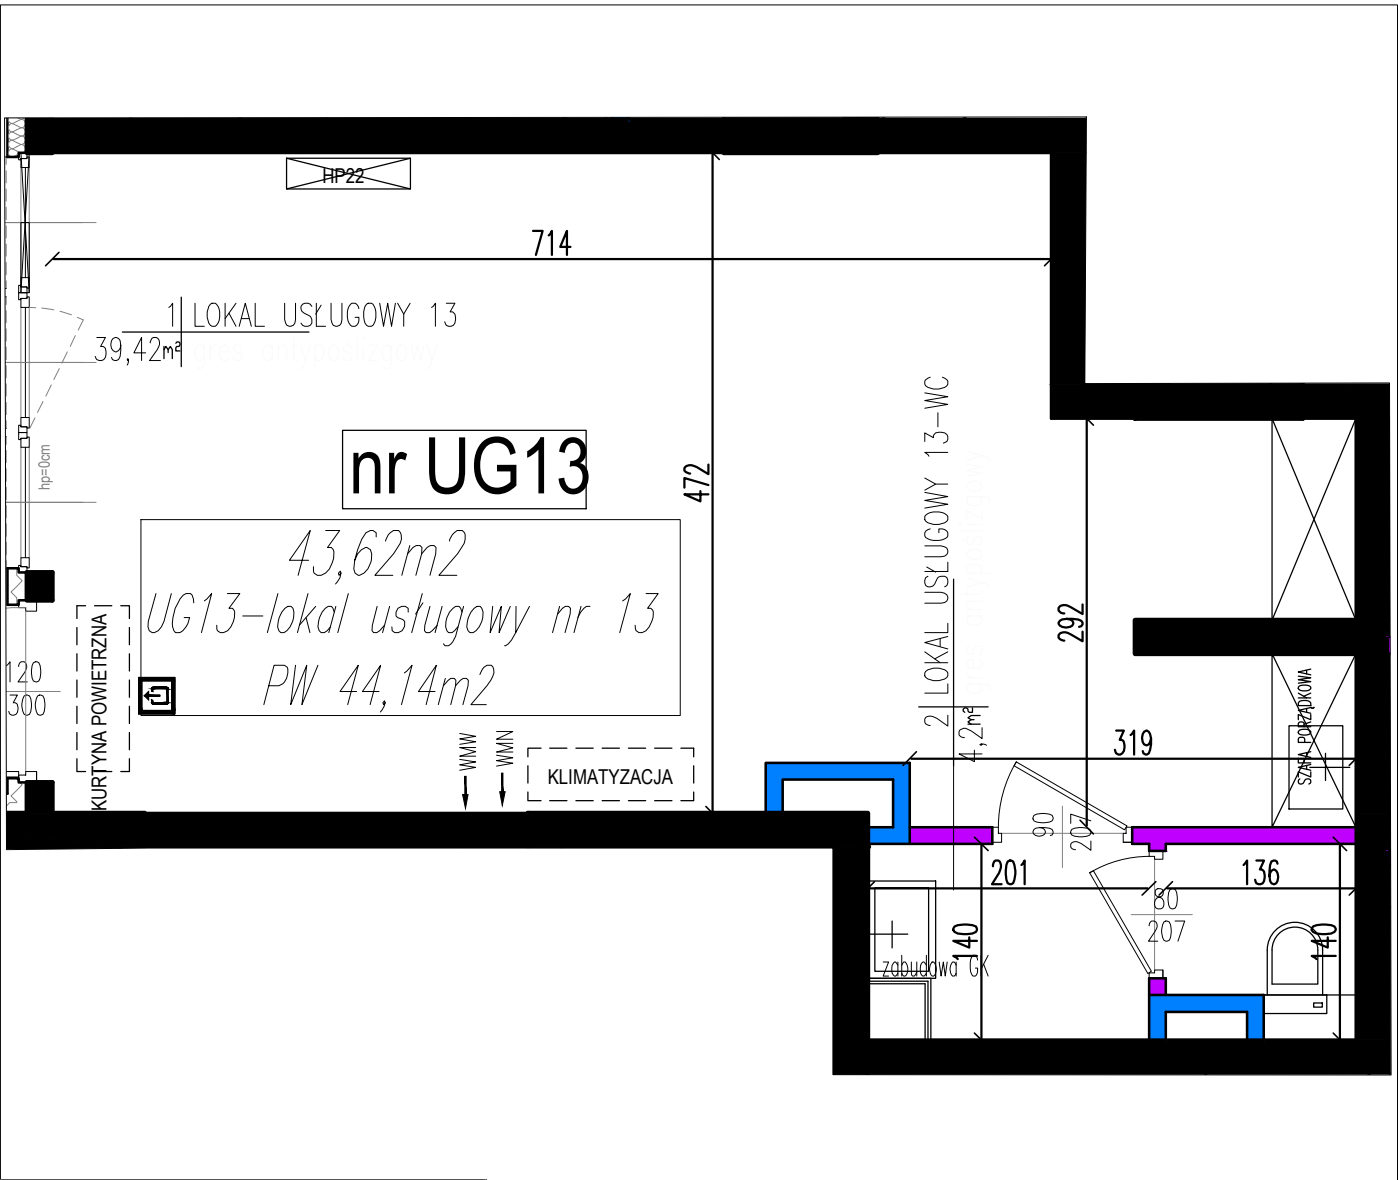 HP22
714
1 LOKAL USŁUGOWY 13
39,42m² gres antypoślizgowy
hp=0cm
nr UG13
472
43,62m2
UG13-lokal usługowy nr 13
PW 44,14m2
KURTYNA POWIETRZNA
120
300
WMW
WMN
KLIMATYZACJA
2 LOKAL USŁUGOWY 13-WC
4,2m² gres antypoślizgowy
292
319
SZAFA PORZĄDKOWA
90
207
201
136
80
207
140
140
zabudowa GK